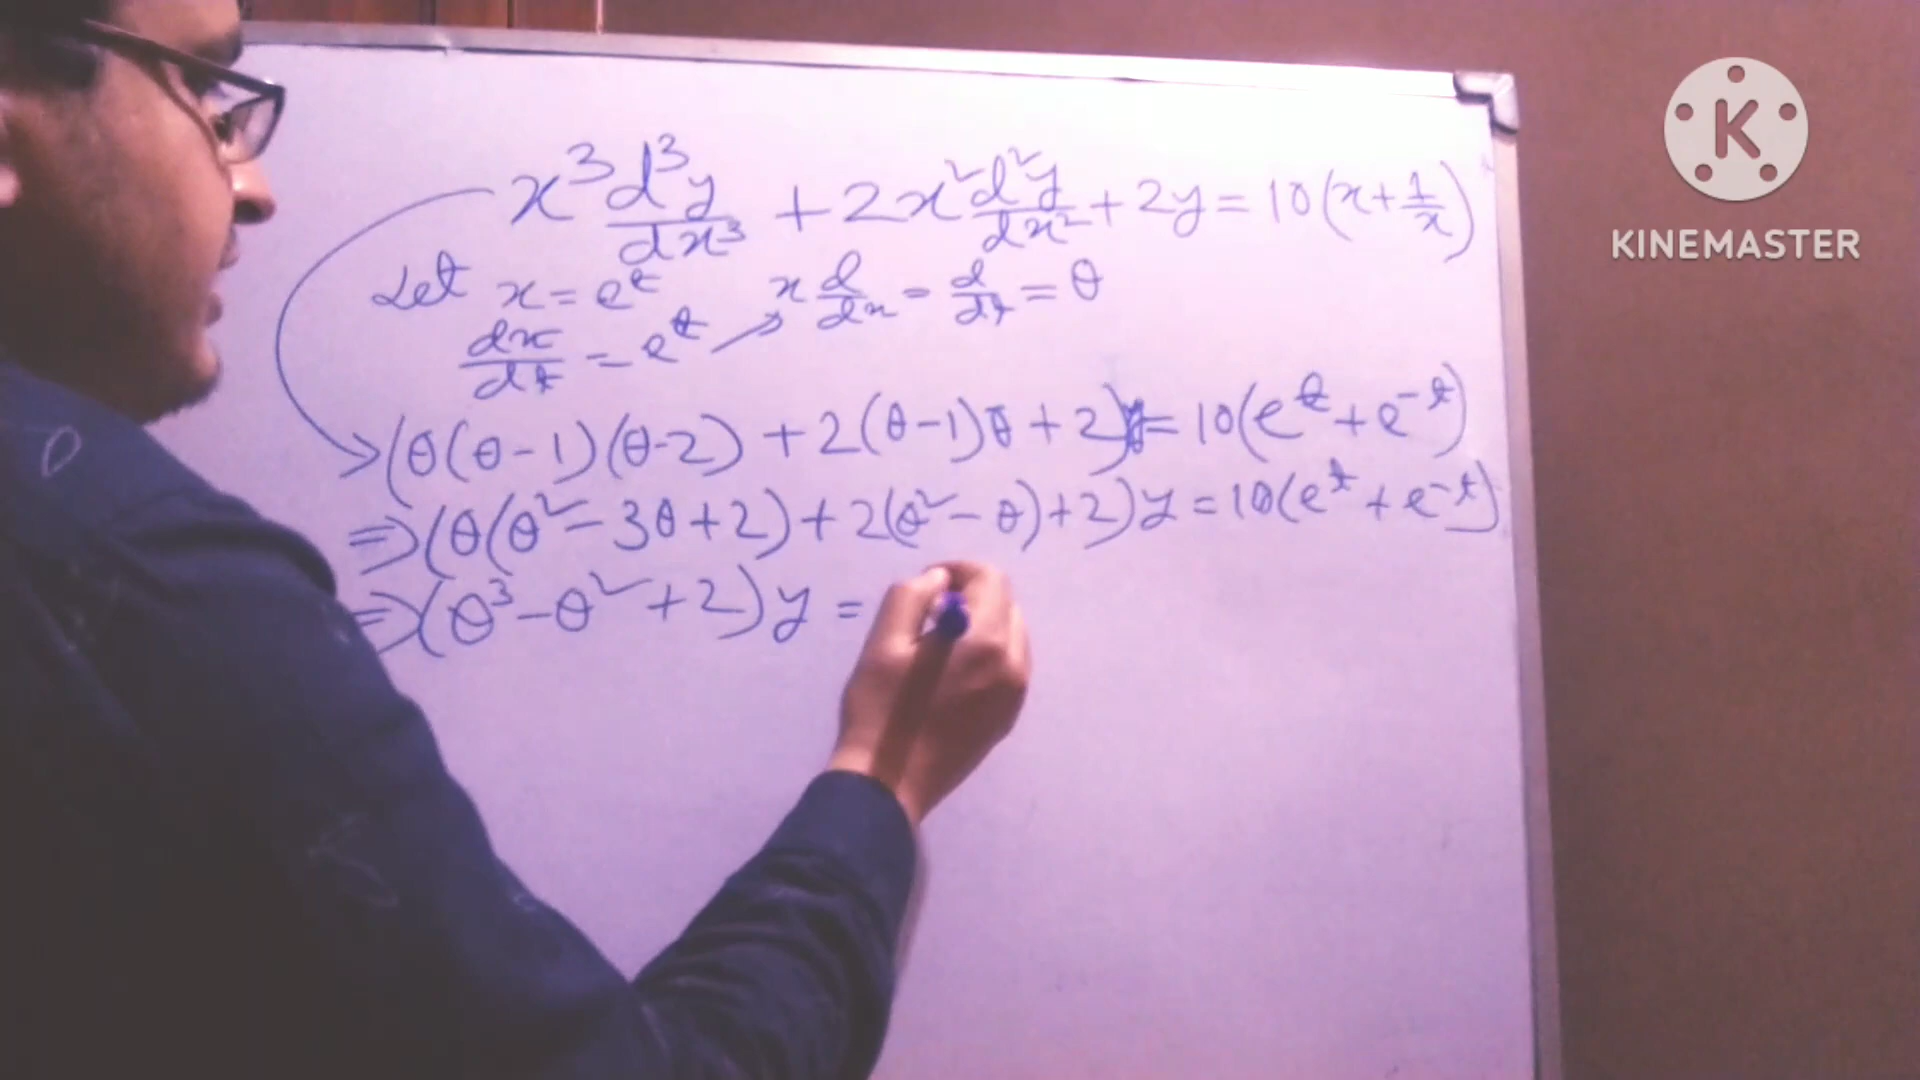 x³ d³y/dx³ + 2x² d²y/dx² + 2y = 10(x + 1/x)
Let x = e^t
x d/dx = d/dt = θ
dx/dt = e^t
(θ(θ-1)(θ-2) + 2(θ-1)θ + 2)y = 10(e^t + e^-t)
⇒ (θ(θ² - 3θ + 2) + 2(θ² - θ) + 2)y = 10(e^t + e^-t)
⇒ (θ³ - θ² + 2)y =
K
KINEMASTER